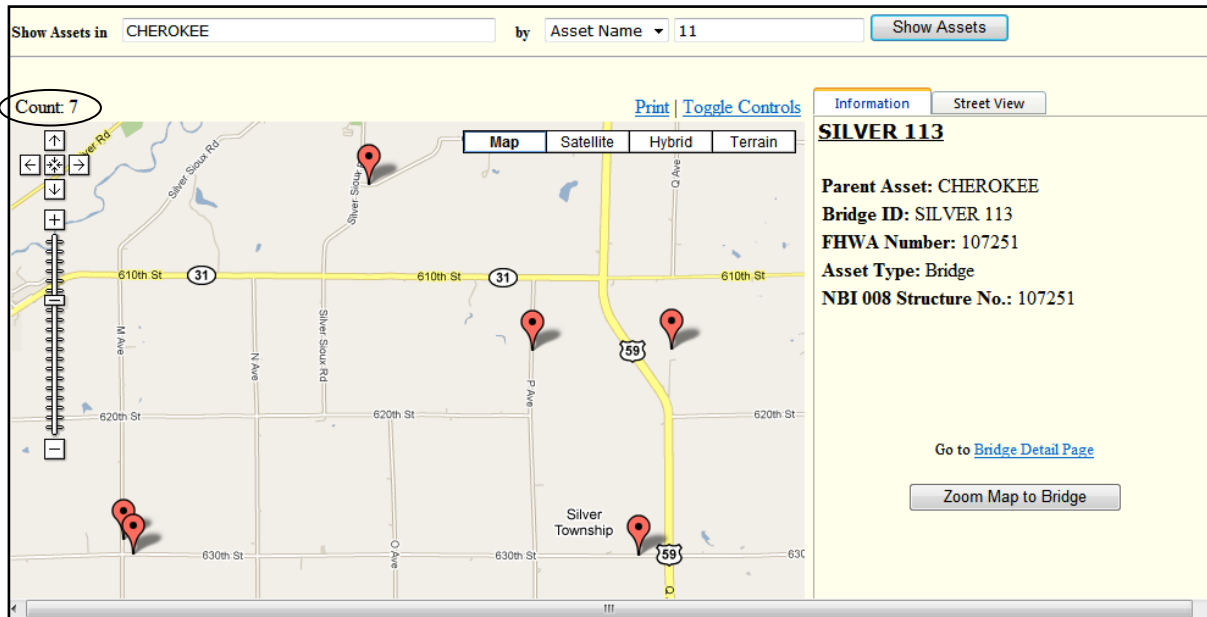 Show Assets in CHEROKEE by Asset Name 11 Show Assets
Count: 7
Print | Toggle Controls
Map Satellite Hybrid Terrain
Silver Sioux Rd
610th St 31 610th St 31 610th St
M Ave
N Ave
Silver Sioux Rd
P Ave
Q Ave
59
620th St 620th St 620th St
Silver
Township
630th St 630th St 59
O Ave
Information Street View
SILVER 113
Parent Asset: CHEROKEE
Bridge ID: SILVER 113
FHWA Number: 107251
Asset Type: Bridge
NBI 008 Structure No.: 107251
Go to Bridge Detail Page
Zoom Map to Bridge